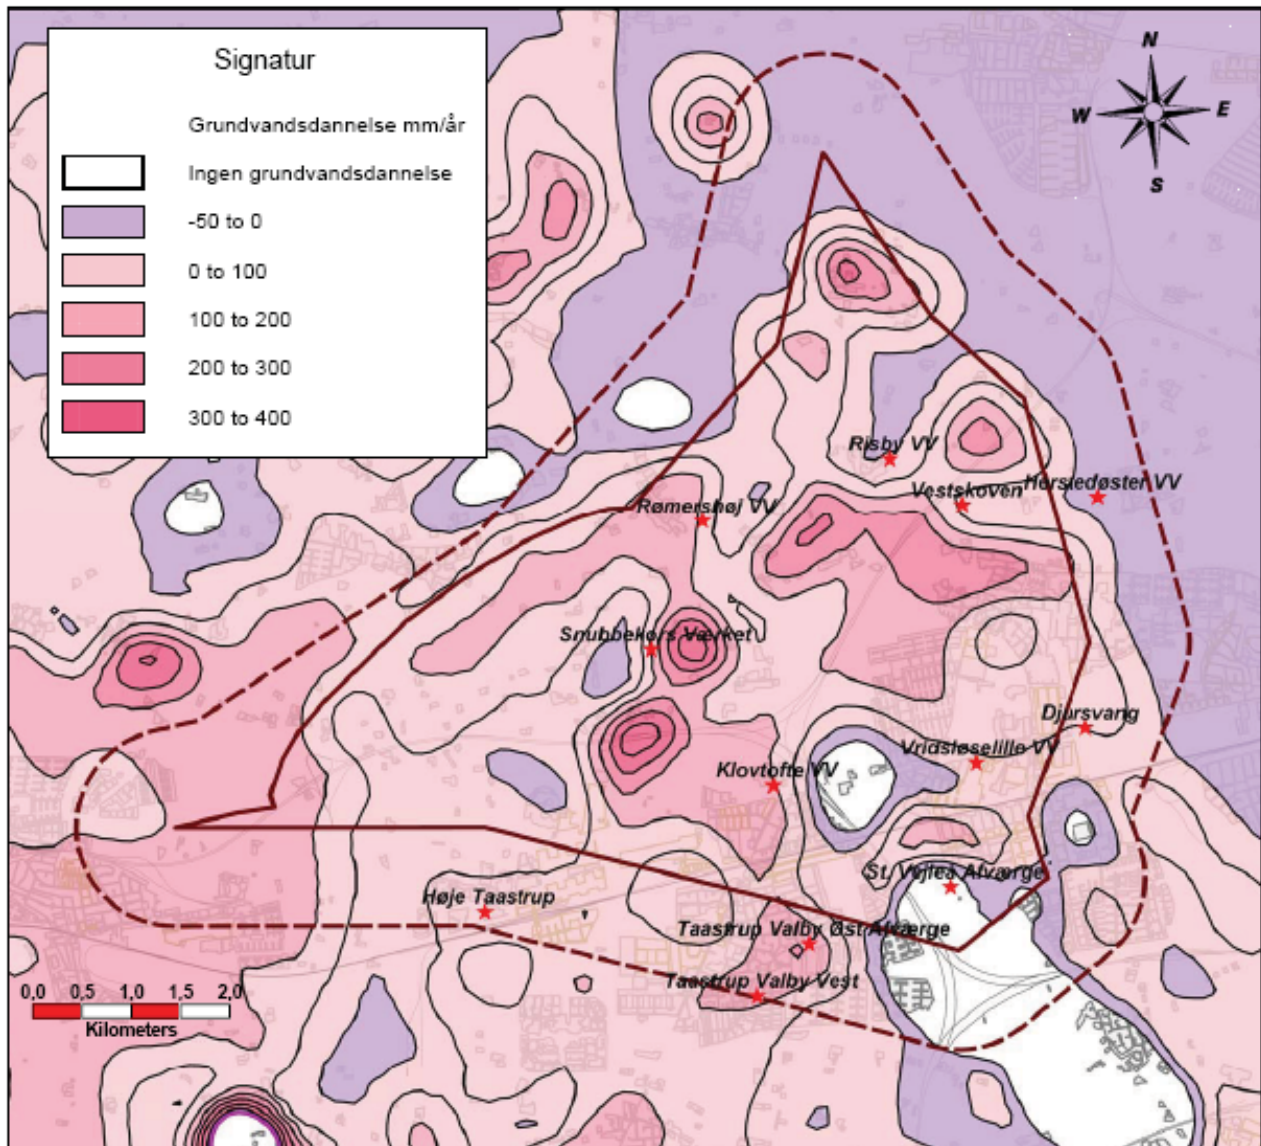 Signatur
Grundvandsdannelse mm/år
Ingen grundvandsdannelse
-50 to 0
0 to 100
100 to 200
200 to 300
300 to 400
N
W E
S
Risby VV
Vestskoven
Herstedøster VV
Rømershøj VV
Snubbekors Værket
Djursvang
Vridsløselille VV
Klovtofte VV
St. Vejleå Afværge
Høje Taastrup
Taastrup Valby Øst Afværge
Taastrup Valby Vest
0,0 0,5 1,0 1,5 2,0
Kilometers